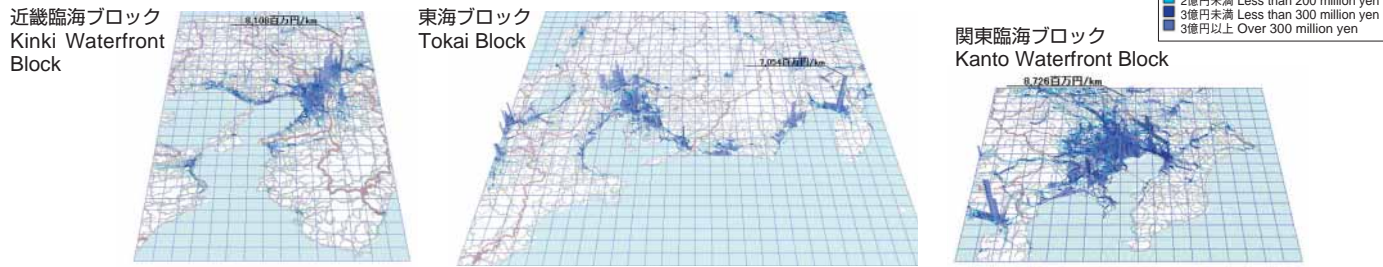 近畿臨海ブロック
Kinki Waterfront
Block
8,108百万円/km
東海ブロック
Tokai Block
7,054百万円/km
2億円未満 Less than 200 million yen
3億円未満 Less than 300 million yen
3億円以上 Over 300 million yen
関東臨海ブロック
Kanto Waterfront Block
8,726百万円/km